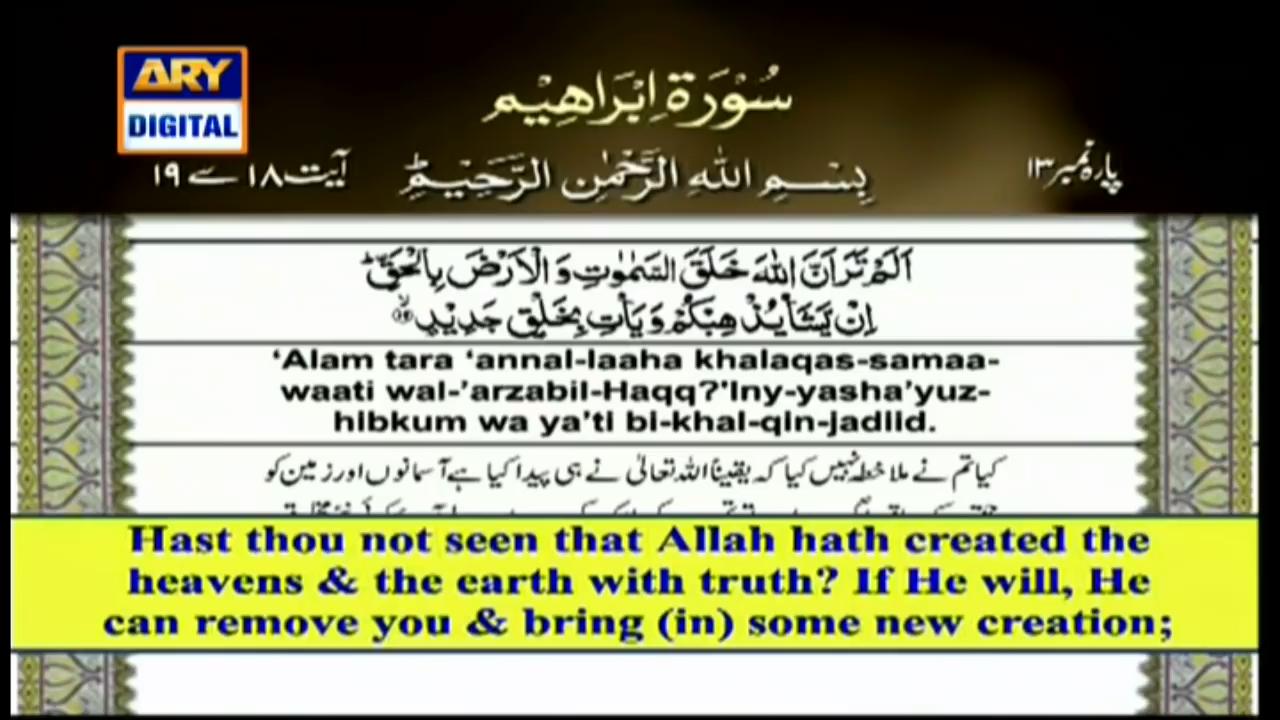 ARY
DIGITAL
سُوْرَۃ اِبْرَاهِيْم
پارہ نمبر ۱۳
بِسْمِ اللّٰهِ الرَّحْمٰنِ الرَّحِيْمِ ؕ
آیت ۱۸ سے ۱۹
اَلَمْ تَرَ اَنَّ اللّٰهَ خَلَقَ السَّمٰوٰتِ وَ الْاَرْضَ بِالْحَقِّ ؕ
اِنْ يَّشَاْ يُذْهِبْكُمْ وَ يَاْتِ بِخَلْقٍ جَدِيْدٍ ۙ﴿۱۹﴾
‘Alam tara ‘annal-laaha khalaqas-samaa-
waati wal-’arzabil-Haqq?'Iny-yasha’yuz-
hibkum wa ya’ti bi-khal-qin-jadiid.
کیا تم نے ملاحظہ نہیں کیا کہ یقیناً اللہ تعالیٰ نے ہی پیدا کیا ہے آسمانوں اور زمین کو
Hast thou not seen that Allah hath created the
heavens & the earth with truth? If He will, He
can remove you & bring (in) some new creation;